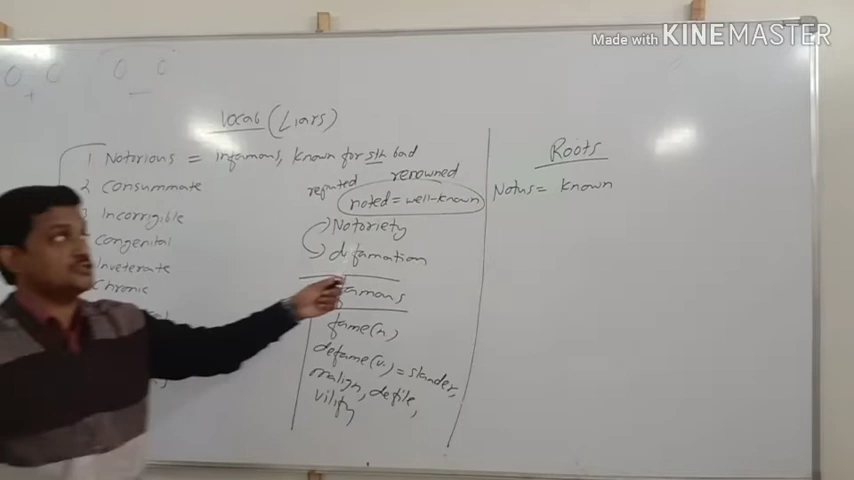 Made with KINEMASTER
Vocab (Liars)
1 Notorious = infamous, known for sth bad
2 Consummate
3 Incorrigible
Congenital
Inveterate
Chronic
reputed renowned
noted = well-known
Notoriety
defamation
famous
fame (n.)
defame (v.) = slander,
malign, defile,
vilify
Roots
Notus = known